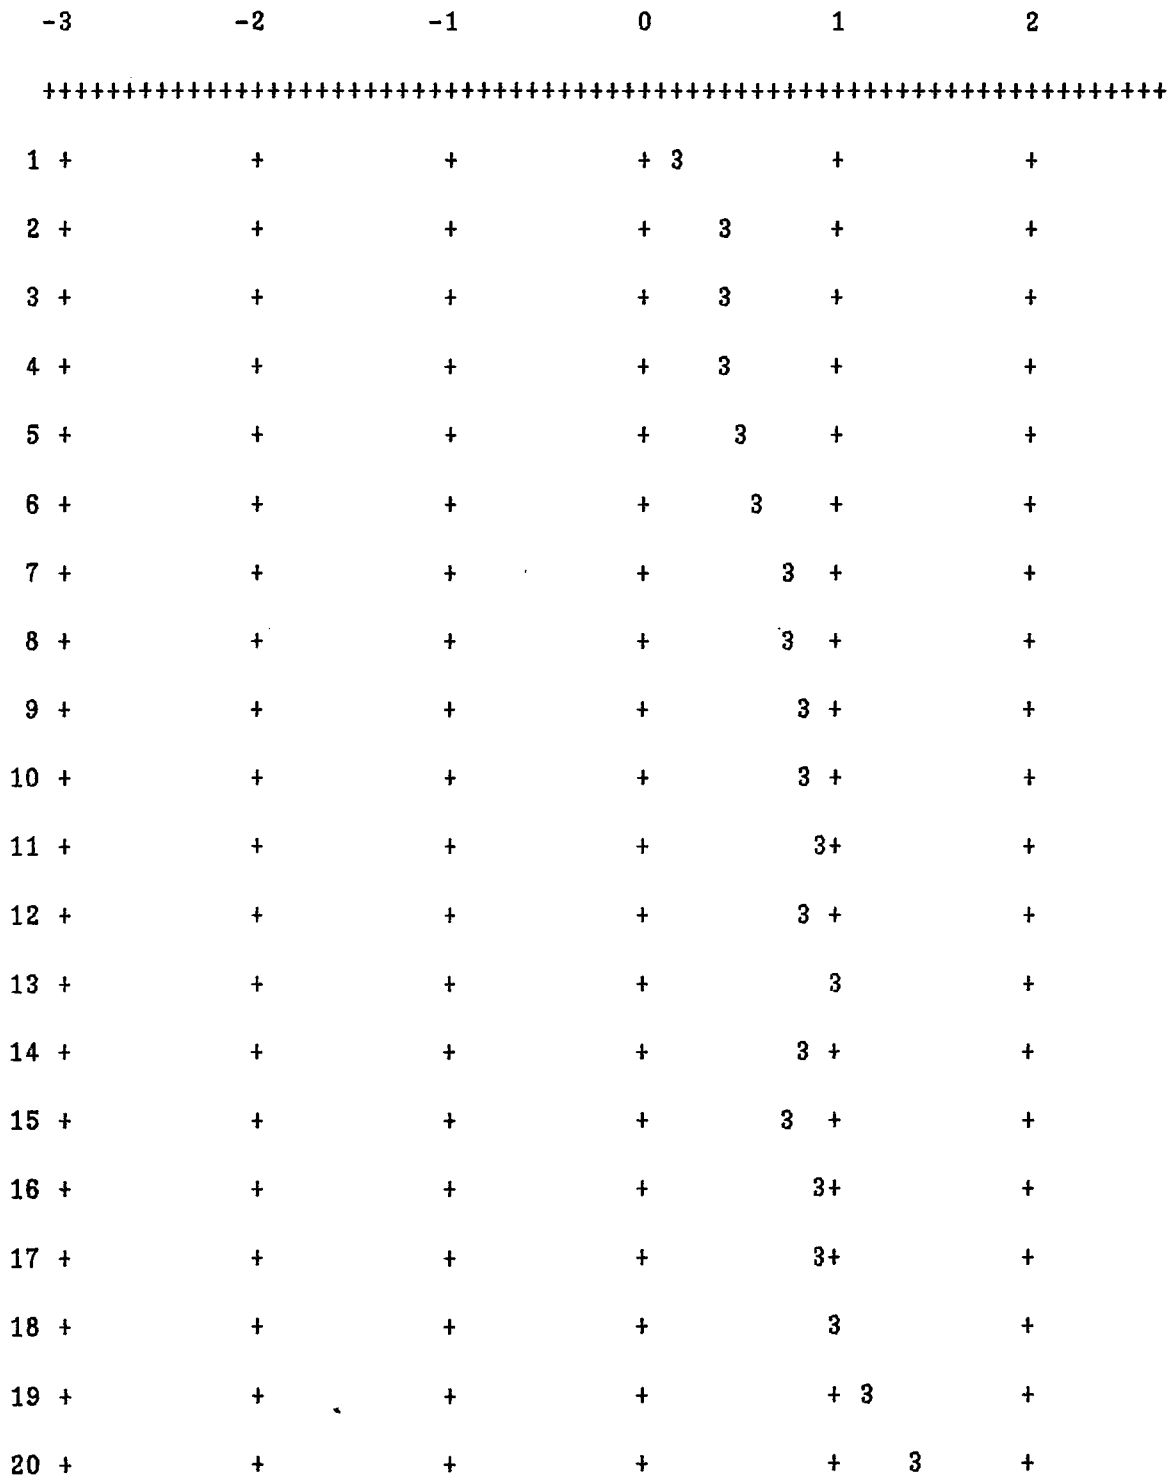 -3 -2 -1 0 1 2
++++++++++++++++++++++++++++++++++++++++++++++++++++++++++++++++++++++
1 + + + + 3 + +
2 + + + + 3 + +
3 + + + + 3 + +
4 + + + + 3 + +
5 + + + + 3 + +
6 + + + + 3 + +
7 + + + + 3 + +
8 + + + + 3 + +
9 + + + + 3 + +
10 + + + + 3 + +
11 + + + + 3+ +
12 + + + + 3 + +
13 + + + + 3 +
14 + + + + 3 + +
15 + + + + 3 + +
16 + + + + 3+ +
17 + + + + 3+ +
18 + + + + 3 +
19 + + + + + 3 +
20 + + + + + 3 +